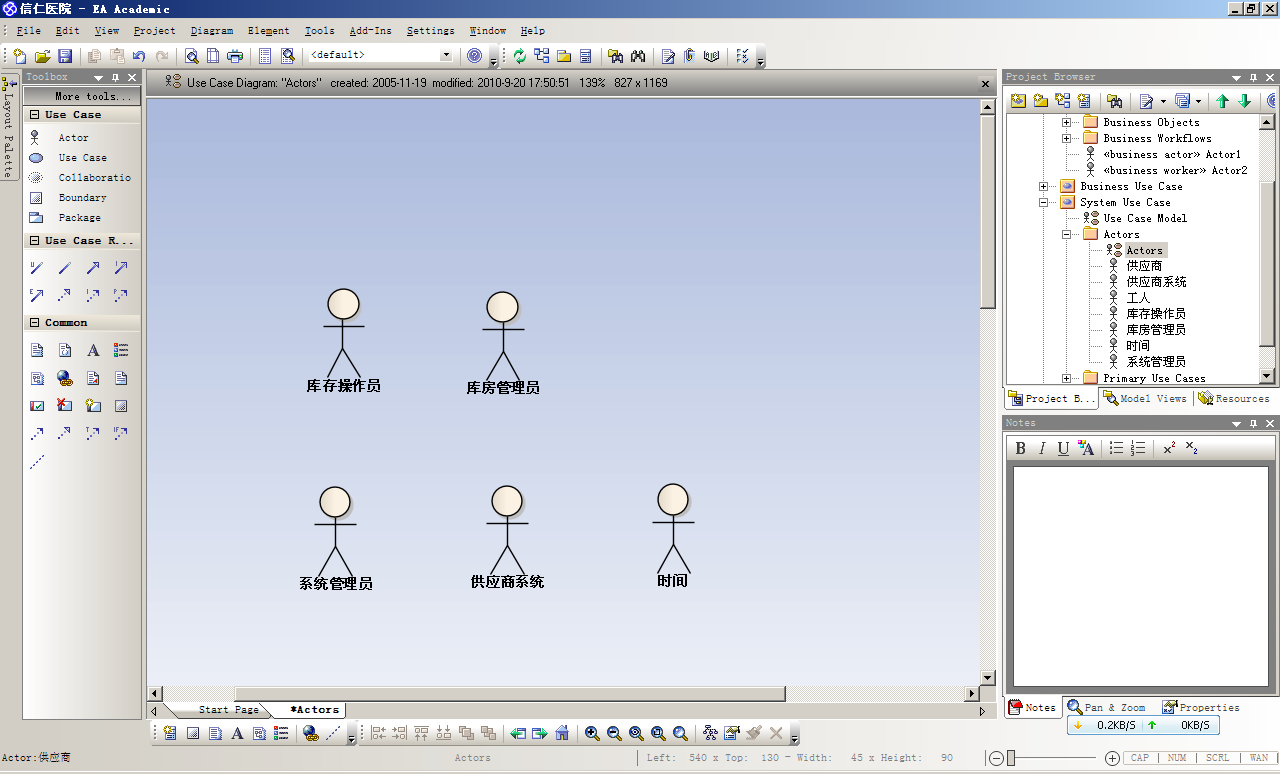 信仁医院 - EA Academic
File Edit View Project Diagram Element Tools Add-Ins Settings Window Help
<default>
Toolbox
Layout Palette
More tools...
Use Case
Actor
Use Case
Collaboratio
Boundary
Package
Use Case R...
Common
Use Case Diagram: "Actors" created: 2005-11-19 modified: 2010-9-20 17:50:51 139% 827 x 1169
库存操作员
库房管理员
系统管理员
供应商系统
时间
Start Page
*Actors
Project Browser
Business Objects
Business Workflows
«business actor» Actor1
«business worker» Actor2
Business Use Case
System Use Case
Use Case Model
Actors
Actors
供应商
供应商系统
工人
库存操作员
库房管理员
时间
系统管理员
Primary Use Cases
Project B... Model Views Resources
Notes
B I U A x² x₂
Notes Pan & Zoom Properties
0.2KB/S 0KB/S
Actor:供应商
Actors
Left: 540 x Top: 130 - Width: 45 x Height: 90
CAP NUM SCRL WAN